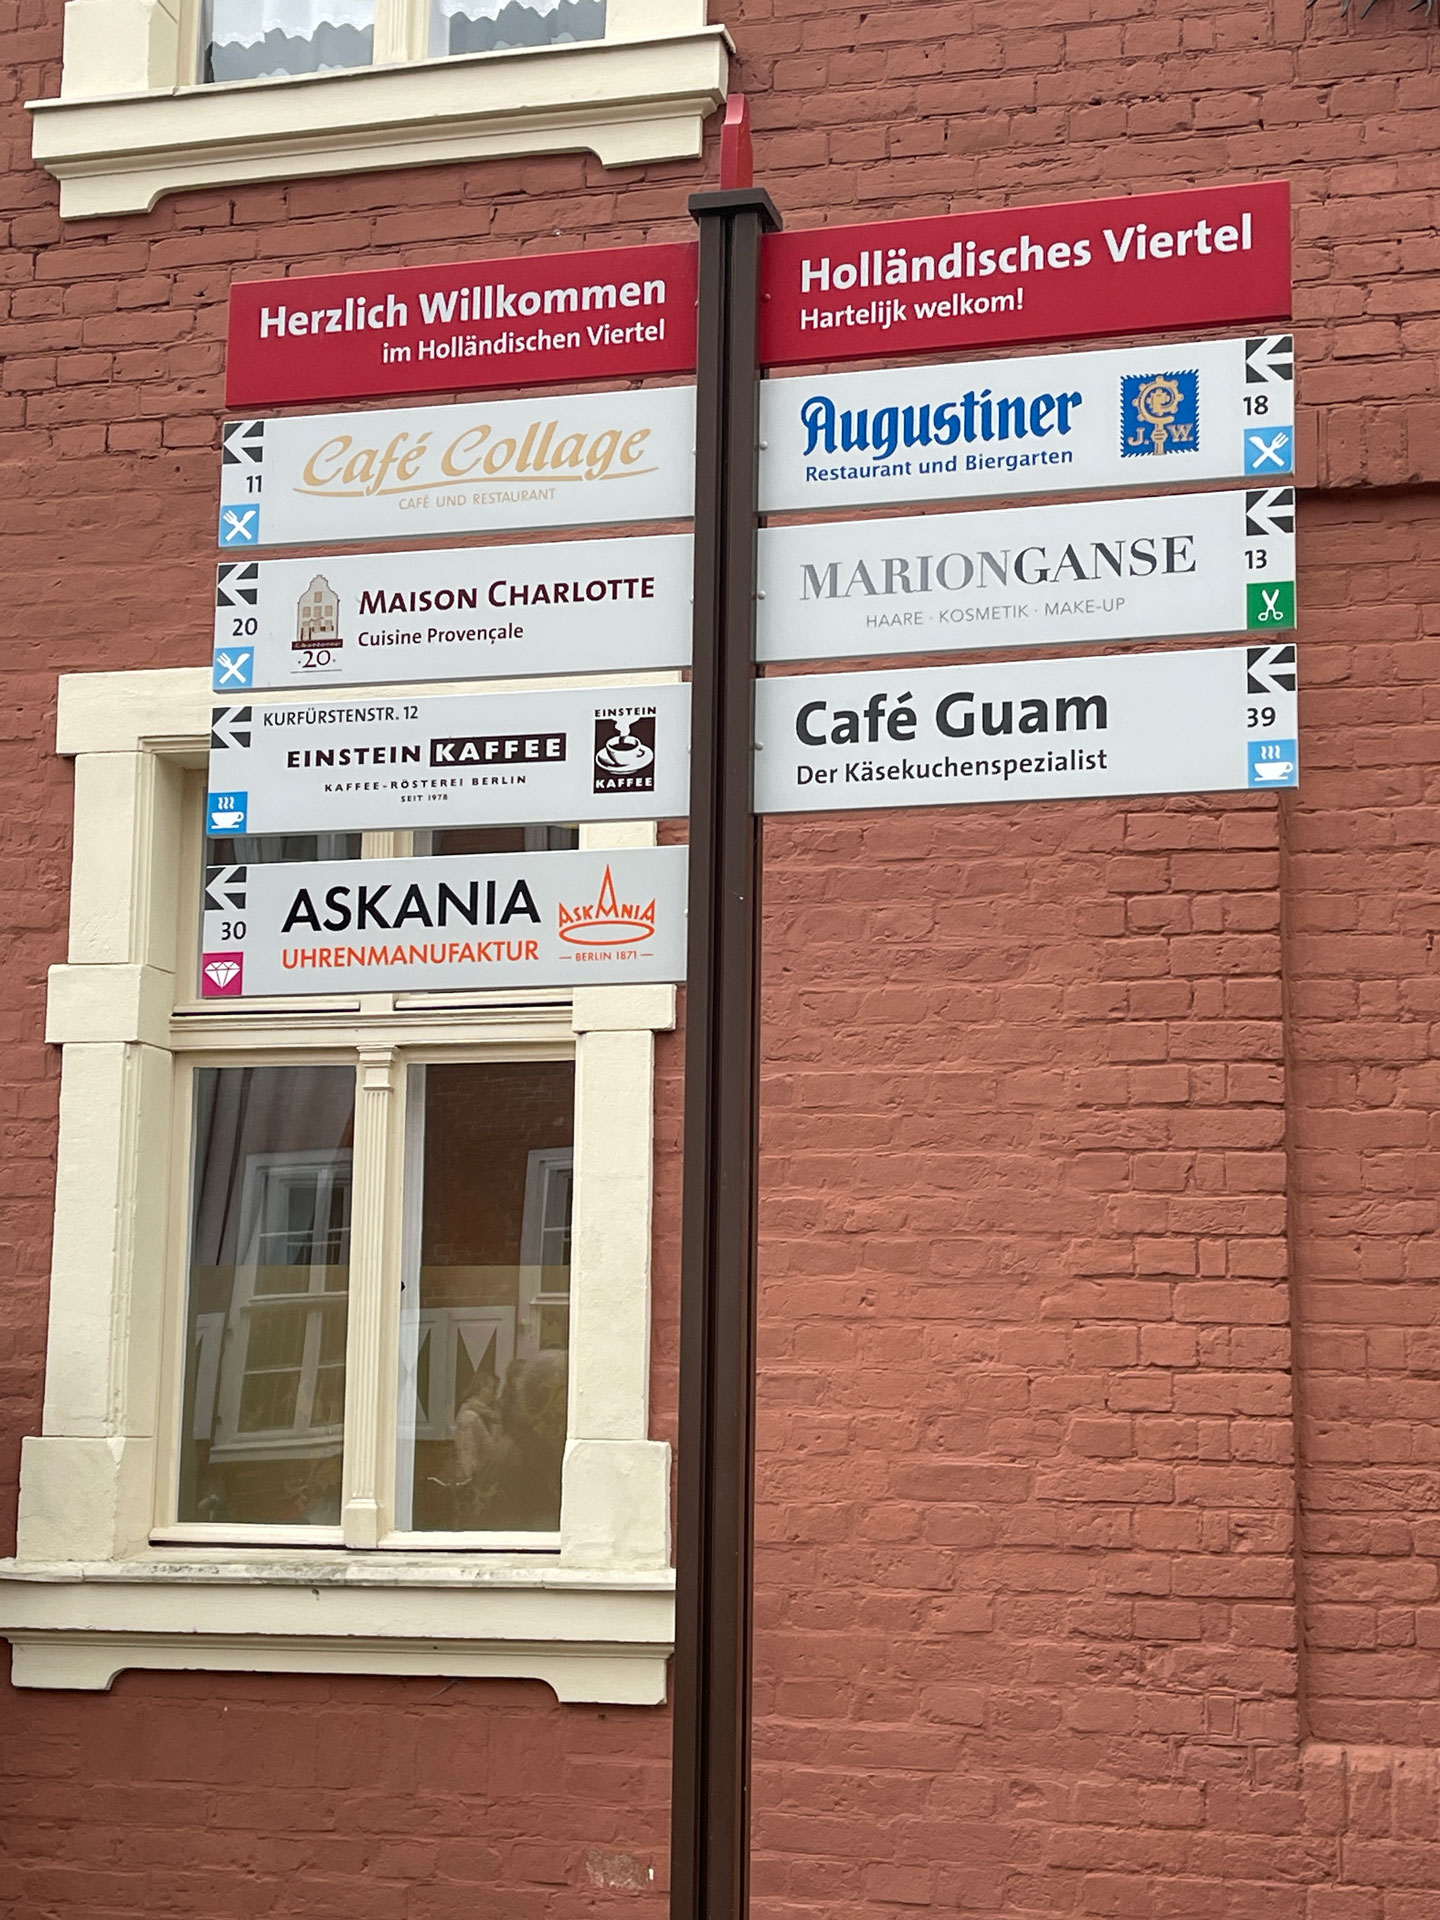 Herzlich Willkommen
im Holländischen Viertel
11
Café Collage
CAFÉ UND RESTAURANT
20
MAISON CHARLOTTE
Cuisine Provençale
·20·
KURFÜRSTENSTR. 12
EINSTEIN KAFFEE
KAFFEE-RÖSTEREI BERLIN
SEIT 1978
EINSTEIN
KAFFEE
30
ASKANIA
UHRENMANUFAKTUR
ASKANIA
— BERLIN 1871 —
Holländisches Viertel
Hartelijk welkom!
Augustiner
Restaurant und Biergarten
J. W.
18
MARIONGANSE
HAARE · KOSMETIK · MAKE-UP
13
Café Guam
Der Käsekuchenspezialist
39